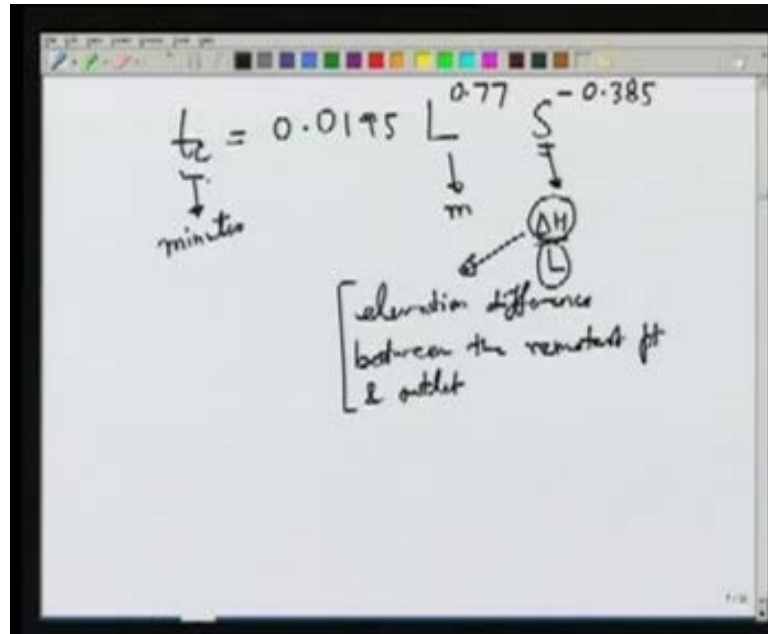 tc = 0.0195 L^0.77 S^-0.385
minutes
m
ΔH
L
elevation difference
between the remotest pt
& outlet